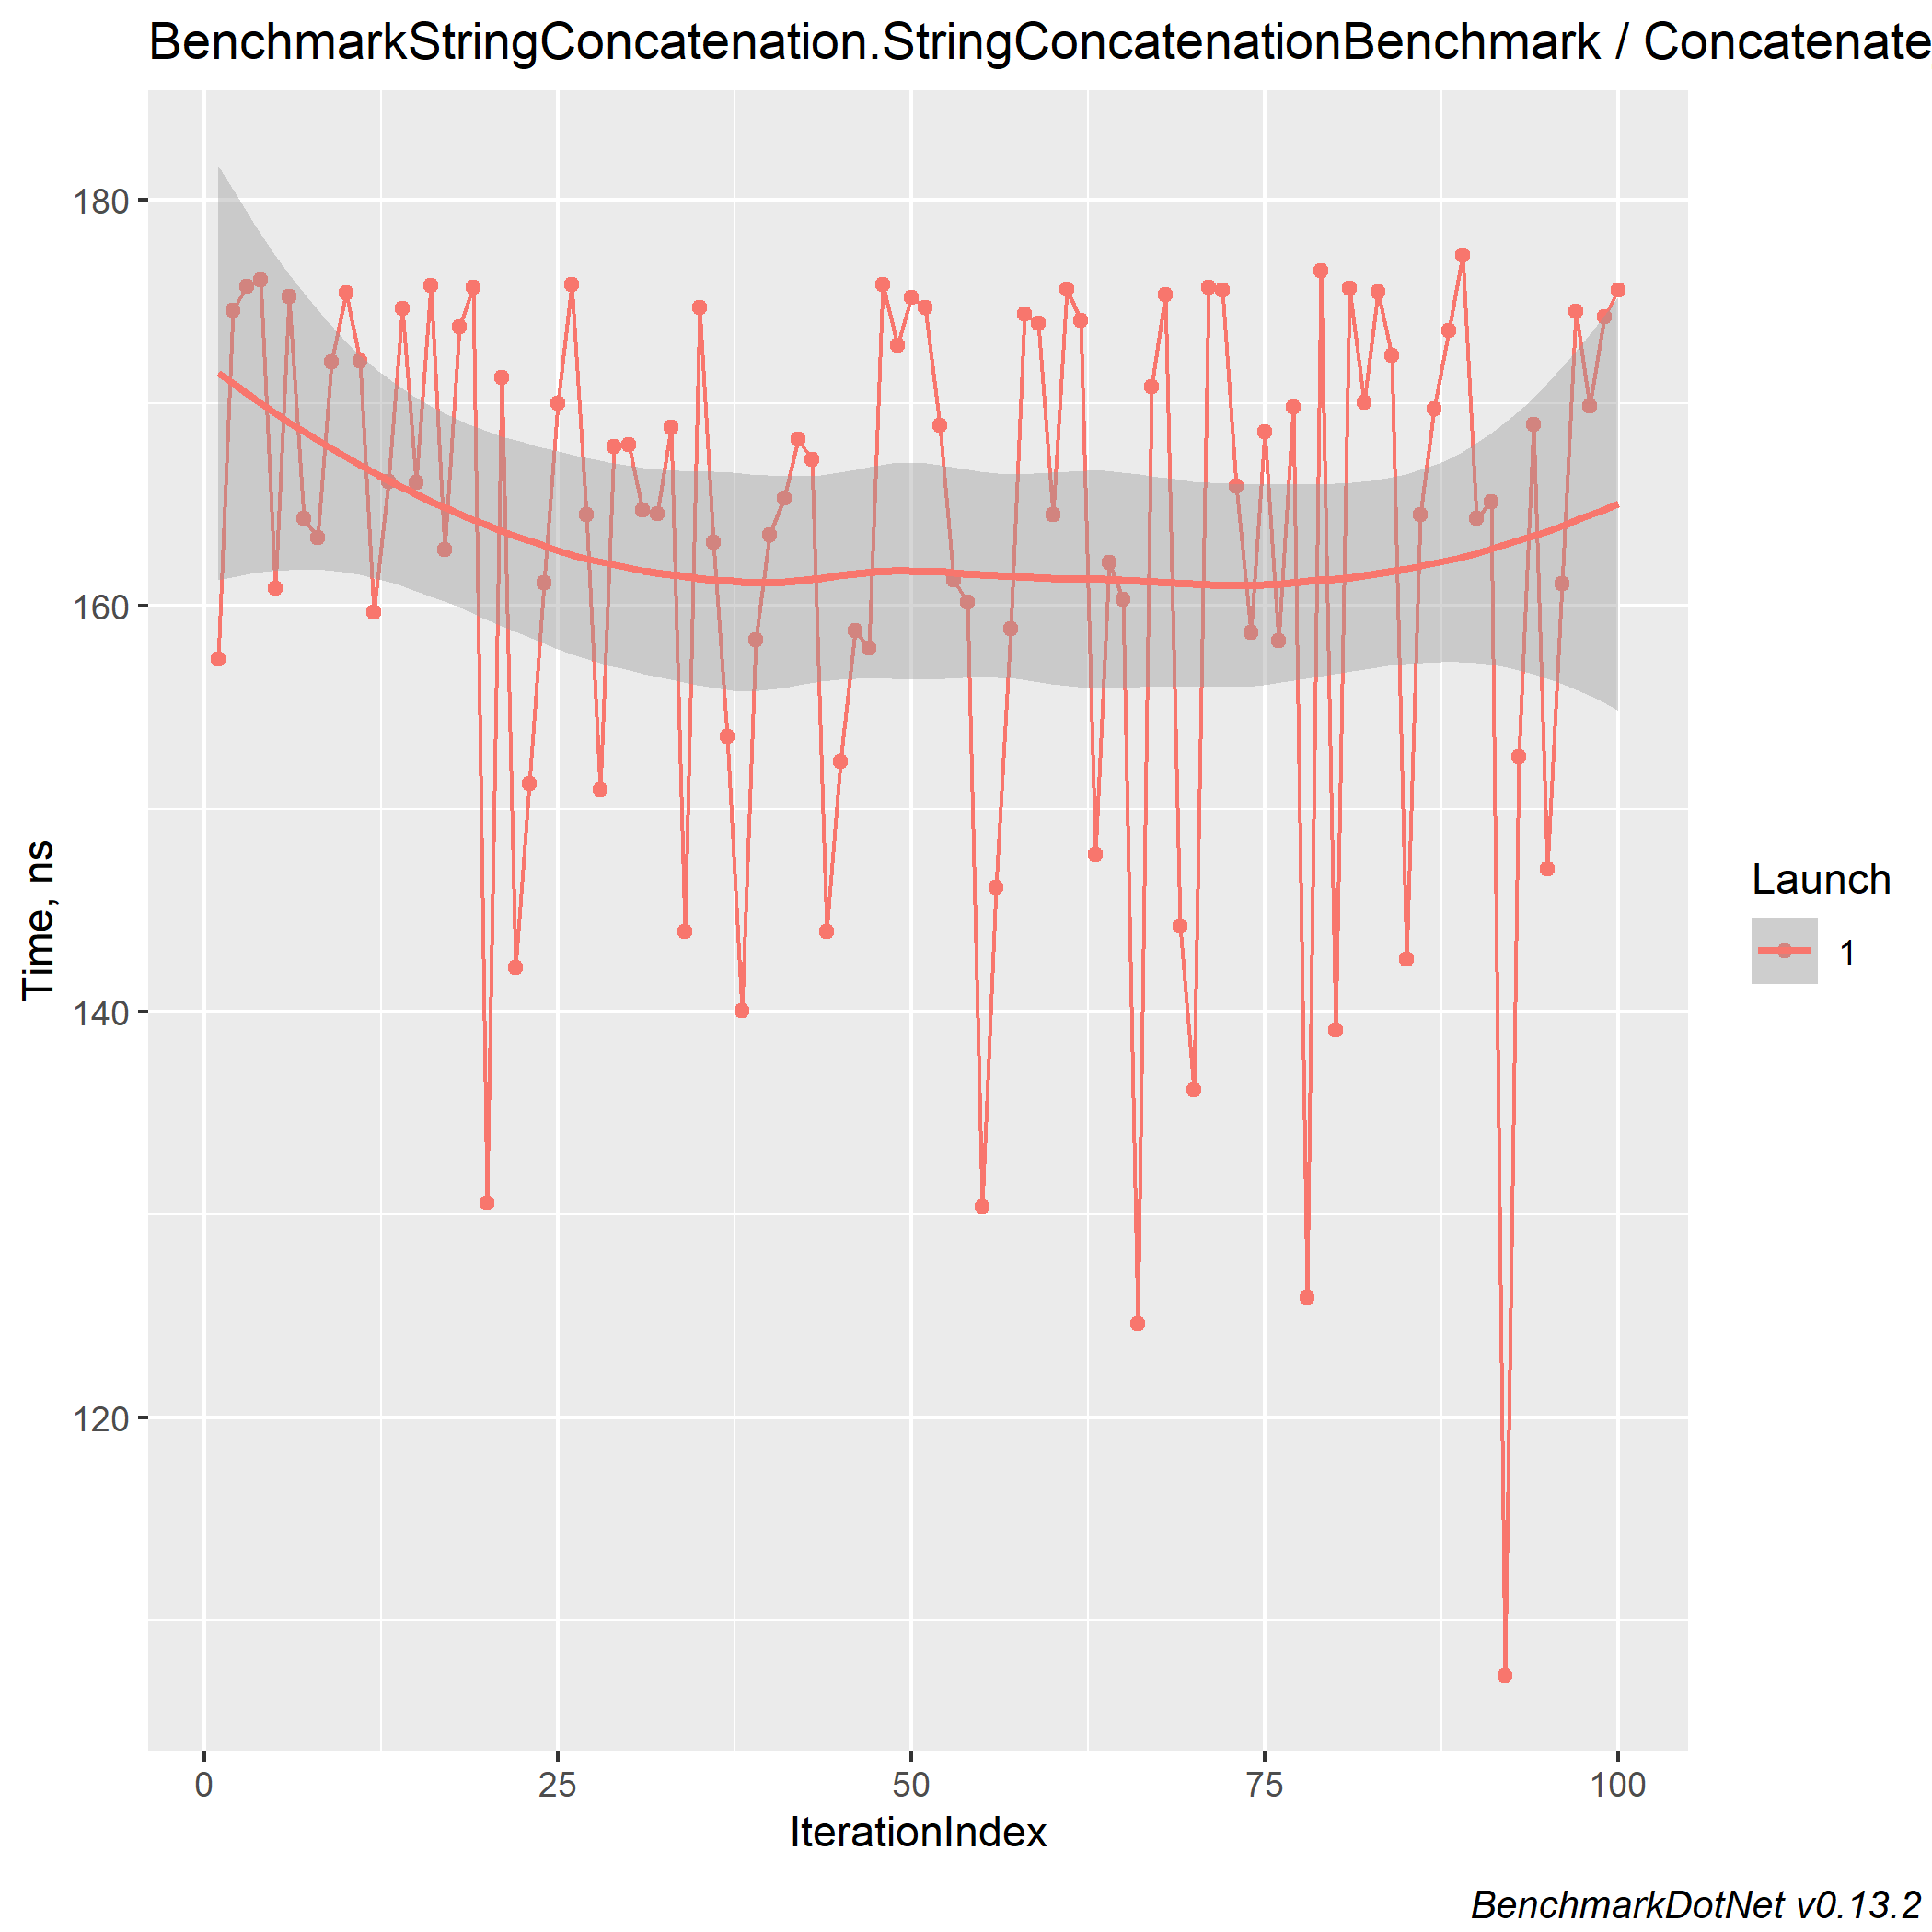 BenchmarkStringConcatenation.StringConcatenationBenchmark / Concatenate
180
160
140
120
Time, ns
0 25 50 75 100
IterationIndex
Launch
1
BenchmarkDotNet v0.13.2